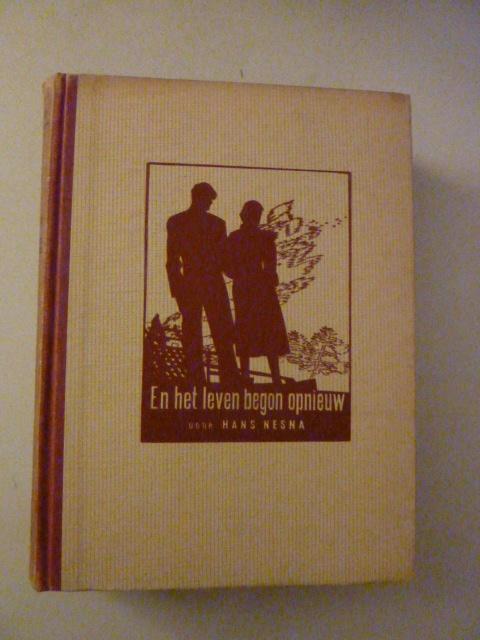 En het leven begon opnieuw
DOOR HANS NESNA